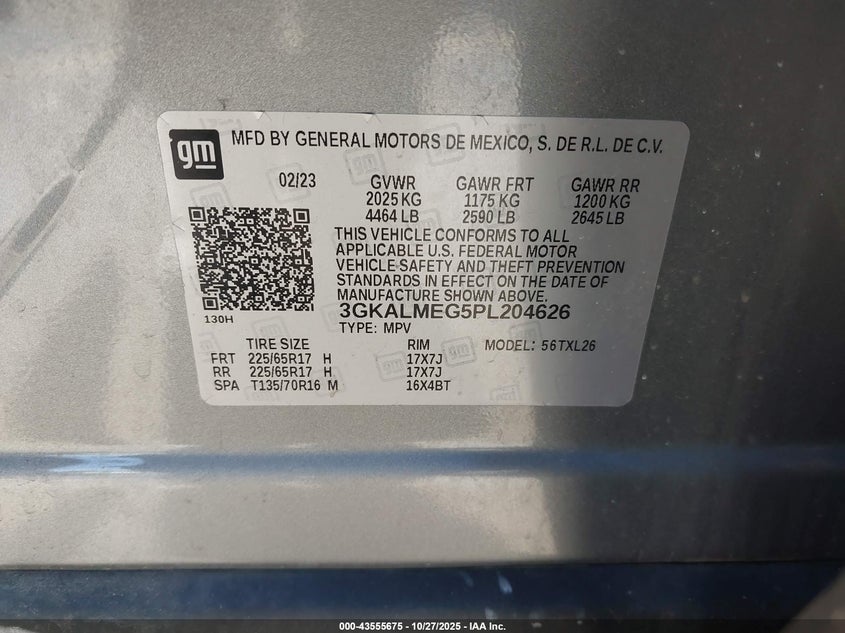 gm MFD BY GENERAL MOTORS DE MEXICO, S. DE R.L. DE C.V.
02/23 GVWR GAWR FRT GAWR RR
2025 KG 1175 KG 1200 KG
4464 LB 2590 LB 2645 LB
THIS VEHICLE CONFORMS TO ALL
APPLICABLE U.S. FEDERAL MOTOR
VEHICLE SAFETY AND THEFT PREVENTION
STANDARDS IN EFFECT ON THE DATE OF
MANUFACTURE SHOWN ABOVE.
130H 3GKALMEG5PL204626
TYPE: MPV
TIRE SIZE RIM MODEL: 56TXL26
FRT 225/65R17 H 17X7J
RR 225/65R17 H 17X7J
SPA T135/70R16 M 16X4BT
000-43555675 | 10/27/2025 - IAA Inc.